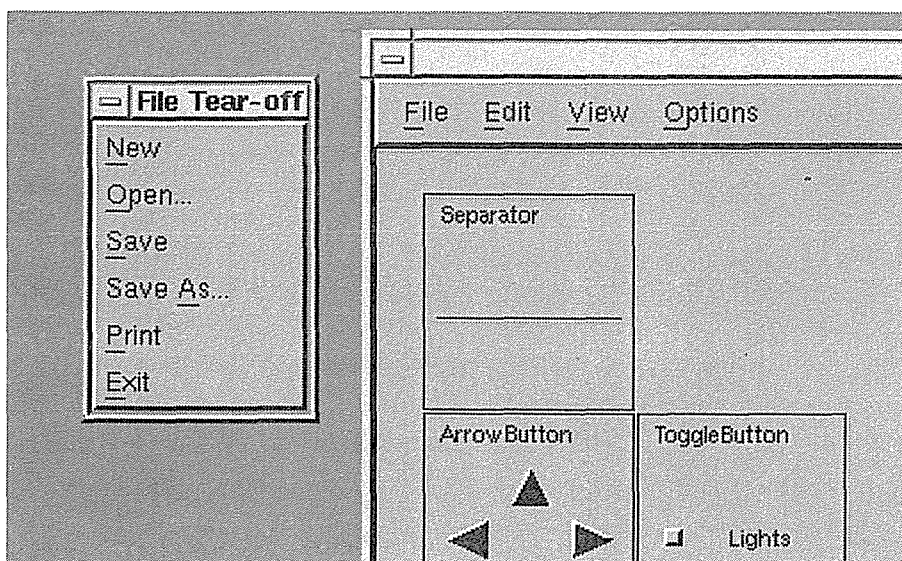 File Tear-off
New
Open...
Save
Save As...
Print
Exit
File Edit View Options
Separator
ArrowButton
ToggleButton
Lights